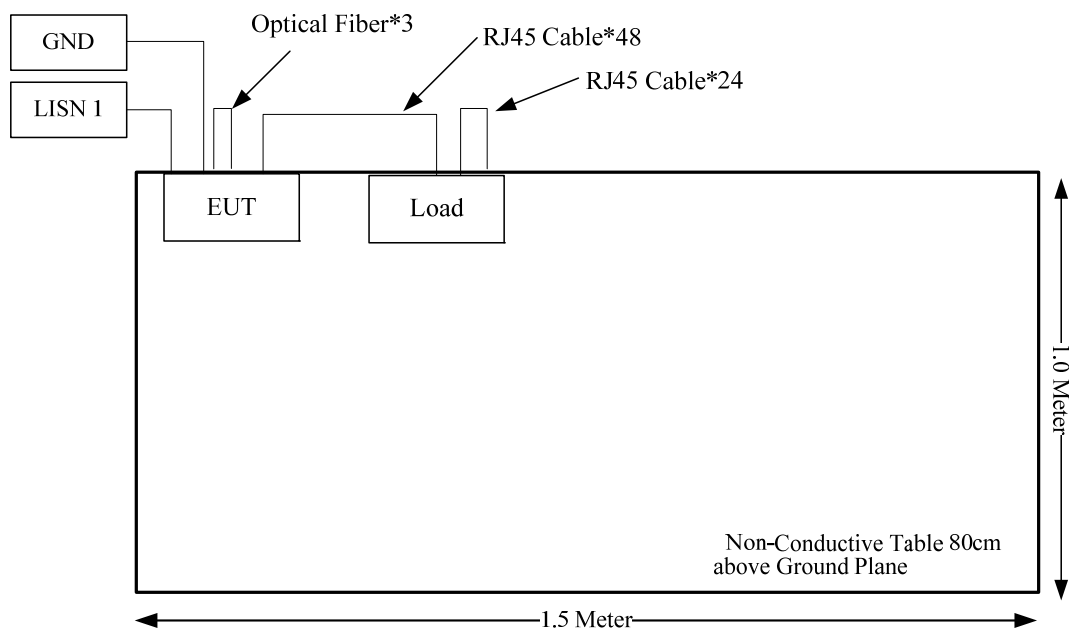 Optical Fiber*3
GND
RJ45 Cable*48
RJ45 Cable*24
LISN 1
EUT
Load
1.0 Meter
Non-Conductive Table 80cm
above Ground Plane
1.5 Meter